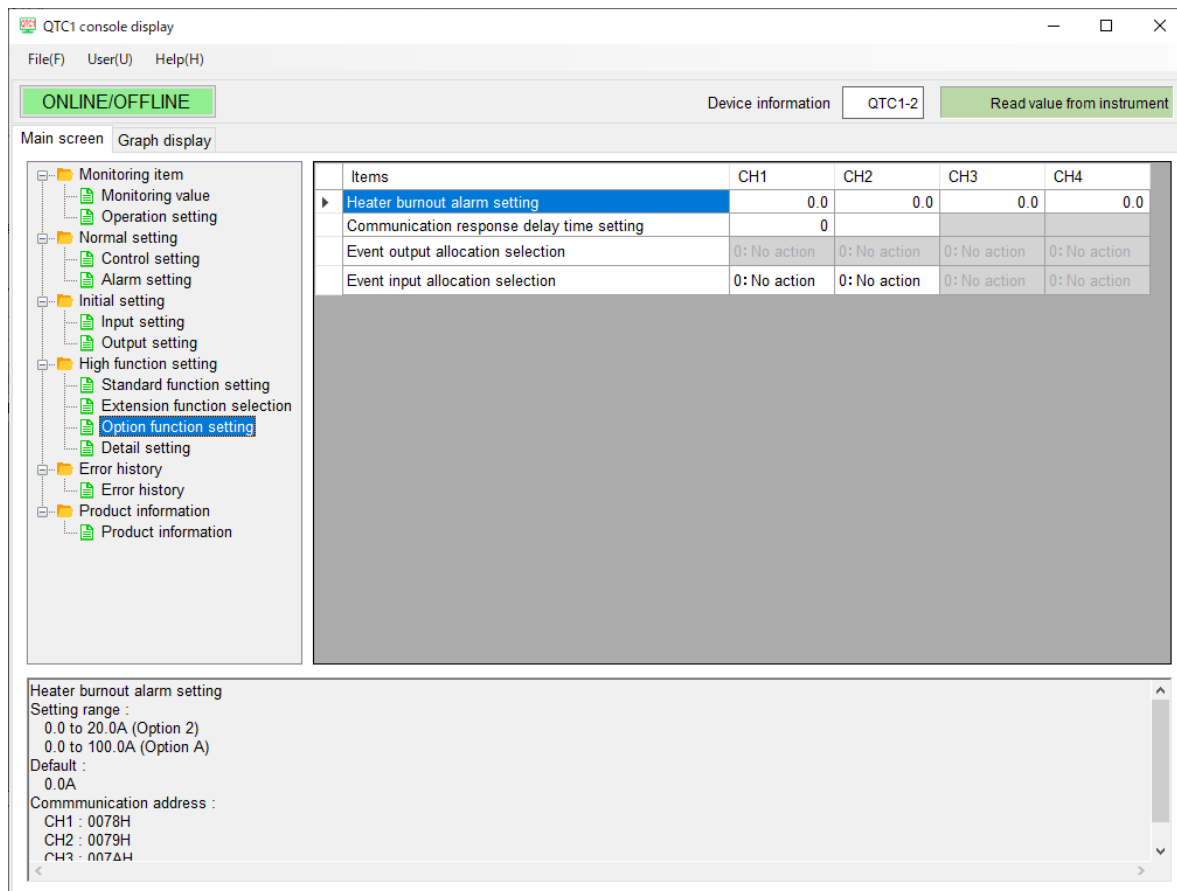 QTC1 console display
File(F) User(U) Help(H)
ONLINE/OFFLINE Device information QTC1-2 Read value from instrument
Main screen Graph display
Monitoring item
Monitoring value
Operation setting
Normal setting
Control setting
Alarm setting
Initial setting
Input setting
Output setting
High function setting
Standard function setting
Extension function selection
Option function setting
Detail setting
Error history
Error history
Product information
Product information
Items CH1 CH2 CH3 CH4
Heater burnout alarm setting 0.0 0.0 0.0 0.0
Communication response delay time setting 0
Event output allocation selection 0: No action 0: No action 0: No action 0: No action
Event input allocation selection 0: No action 0: No action 0: No action 0: No action
Heater burnout alarm setting
Setting range :
0.0 to 20.0A (Option 2)
0.0 to 100.0A (Option A)
Default :
0.0A
Commmunication address :
CH1 : 0078H
CH2 : 0079H
CH3 : 007AH